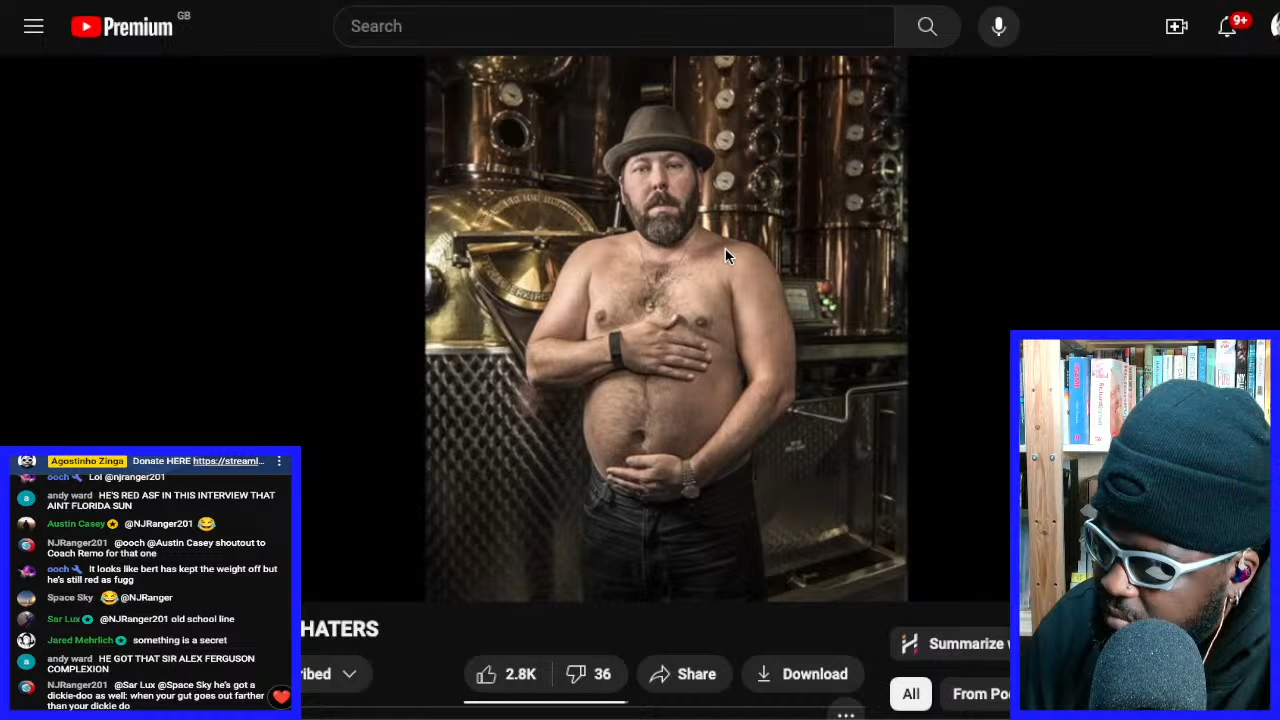 Premium GB
Search
9+
Agostinho Zinga Donate HERE https://streaml...
ooch Lol @njranger201
andy ward HE'S RED ASF IN THIS INTERVIEW THAT
AINT FLORIDA SUN
Austin Casey @NJRanger201 😂
NJRanger201 @ooch @Austin Casey shoutout to
Coach Remo for that one
ooch It looks like bert has kept the weight off but
he's still red as fugg
Space Sky 😂@NJRanger
Sar Lux @NJRanger201 old school line
Jared Mehrlich something is a secret
andy ward HE GOT THAT SIR ALEX FERGUSON
COMPLEXION
NJRanger201 @Sar Lux @Space Sky he's got a
dickie-doo as well: when your gut goes out farther
than your dickie do
HATERS
ribed
2.8K
36
Share
Download
Summarize
All
From Po